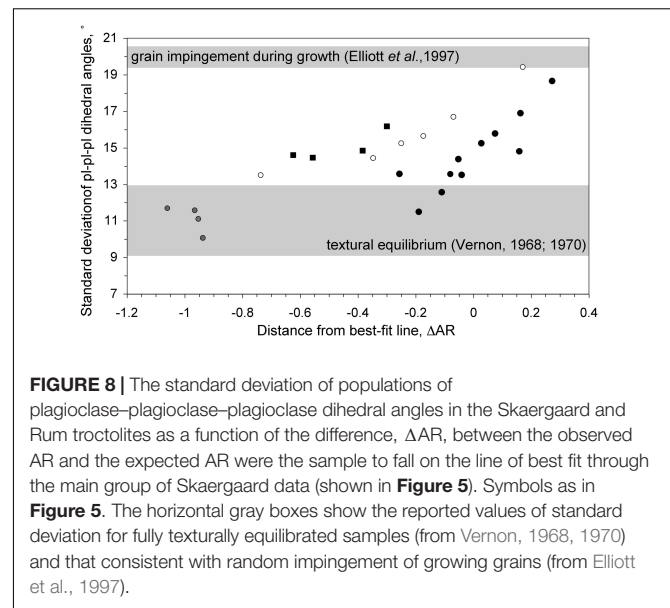 Standard deviationof pl-pl-pl dihedral angles, °
21
19
17
15
13
11
9
7
grain impingement during growth (Elliott et al.,1997)
textural equilibrium (Vernon, 1968; 1970)
-1.2 -1 -0.8 -0.6 -0.4 -0.2 0 0.2 0.4
Distance from best-fit line, ΔAR
FIGURE 8 | The standard deviation of populations of
plagioclase–plagioclase–plagioclase dihedral angles in the Skaergaard and
Rum troctolites as a function of the difference, ΔAR, between the observed
AR and the expected AR were the sample to fall on the line of best fit through
the main group of Skaergaard data (shown in Figure 5). Symbols as in
Figure 5. The horizontal gray boxes show the reported values of standard
deviation for fully texturally equilibrated samples (from Vernon, 1968, 1970)
and that consistent with random impingement of growing grains (from Elliott
et al., 1997).